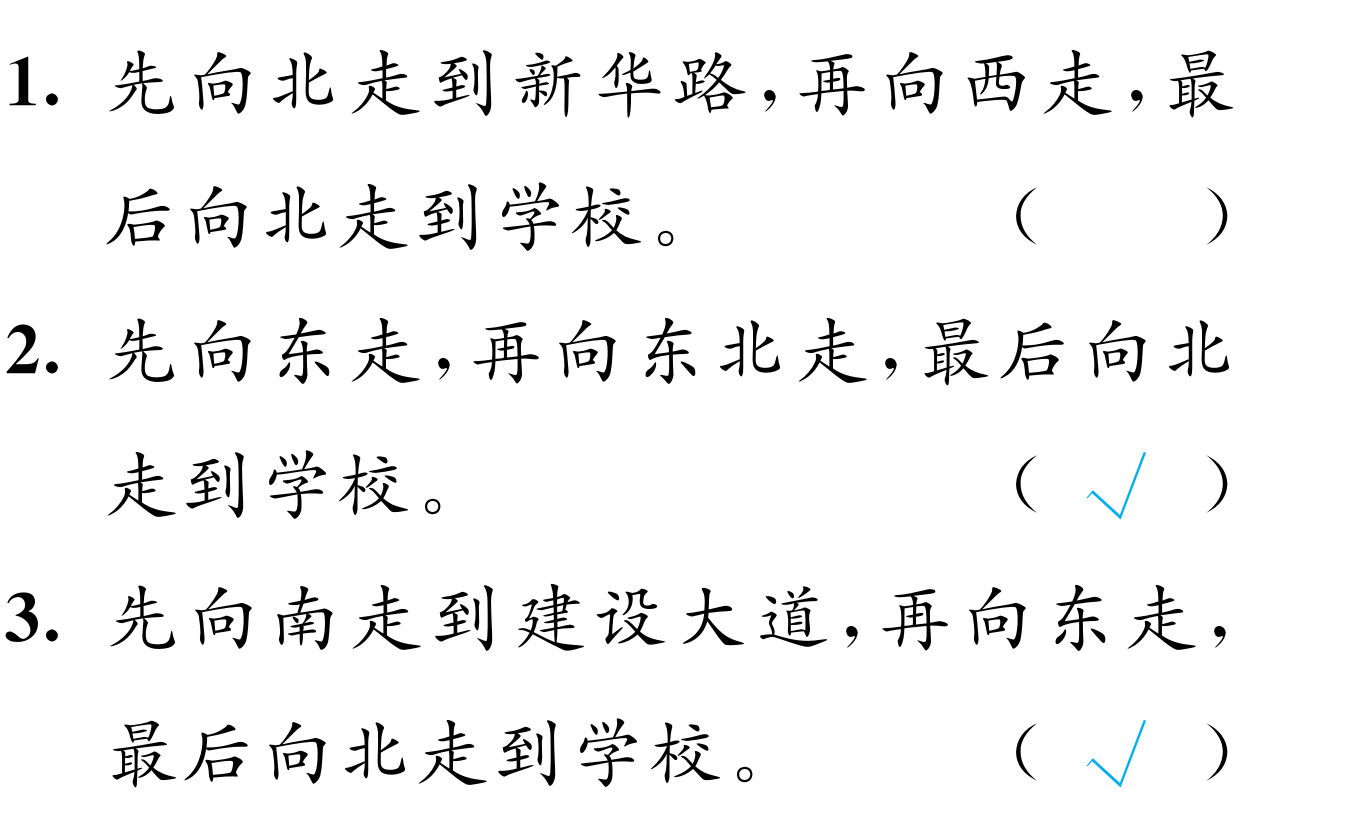 1. 先向北走到新华路,再向西走,最
后向北走到学校。 ( )
2. 先向东走,再向东北走,最后向北
走到学校。 ( √ )
3. 先向南走到建设大道,再向东走,
最后向北走到学校。 ( √ )